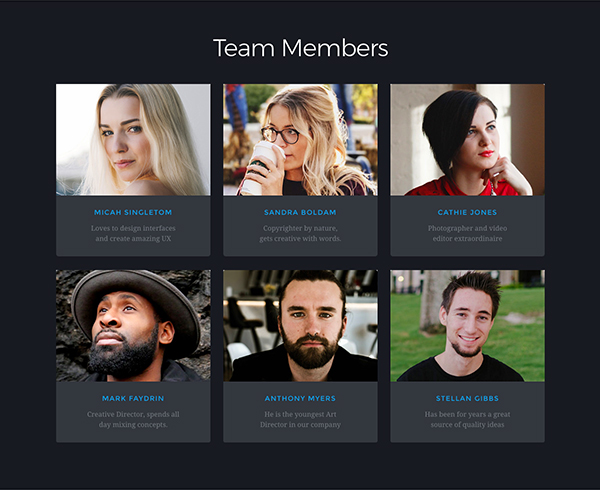 Team Members
MICAH SINGLETOM
Loves to design interfaces
and create amazing UX
SANDRA BOLDAM
Copyrighter by nature,
gets creative with words.
CATHIE JONES
Photographer and video
editor extraordinaire
MARK FAYDRIN
Creative Director, spends all
day mixing concepts.
ANTHONY MYERS
He is the youngest Art
Director in our company
STELLAN GIBBS
Has been for years a great
source of quality ideas